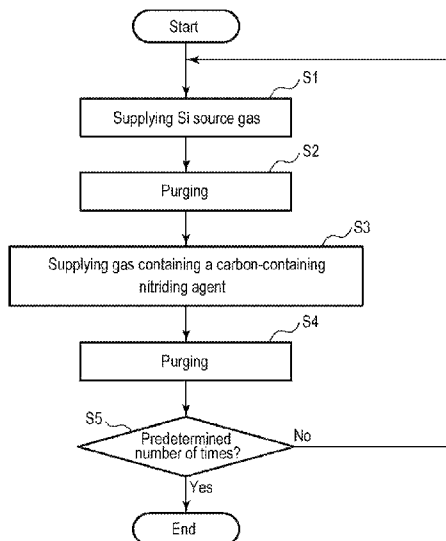 Start
S1
Supplying Si source gas
S2
Purging
S3
Supplying gas containing a carbon-containing
nitriding agent
S4
Purging
S5
Predetermined
number of times?
No
Yes
End